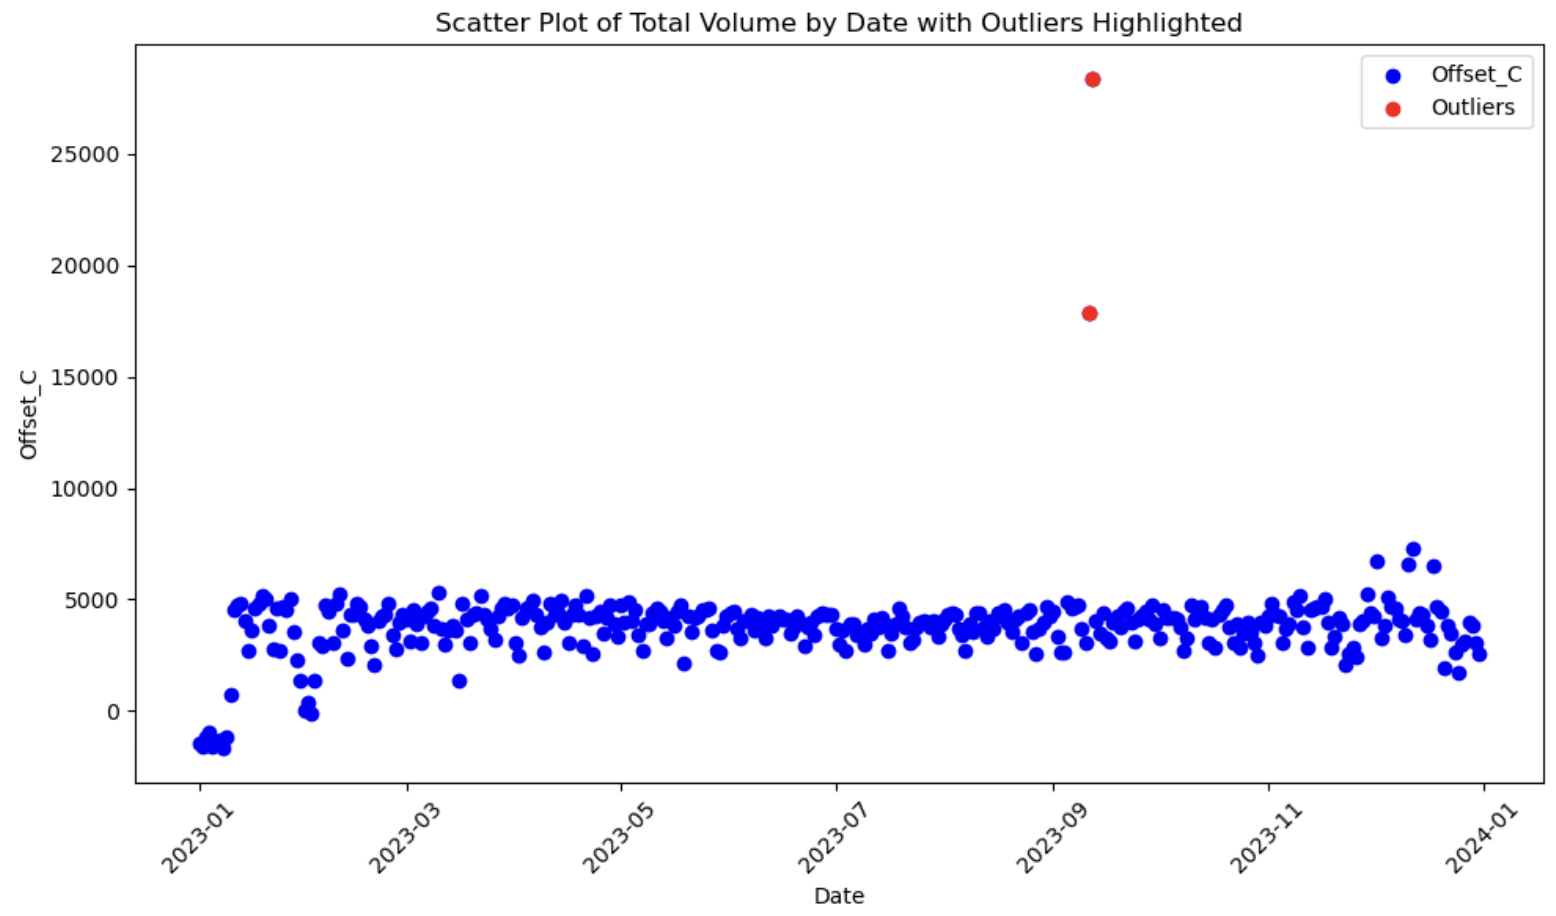 Scatter Plot of Total Volume by Date with Outliers Highlighted
Offset_C
Outliers
25000
20000
15000
10000
5000
0
Offset_C
2023-01
2023-03
2023-05
2023-07
2023-09
2023-11
2024-01
Date